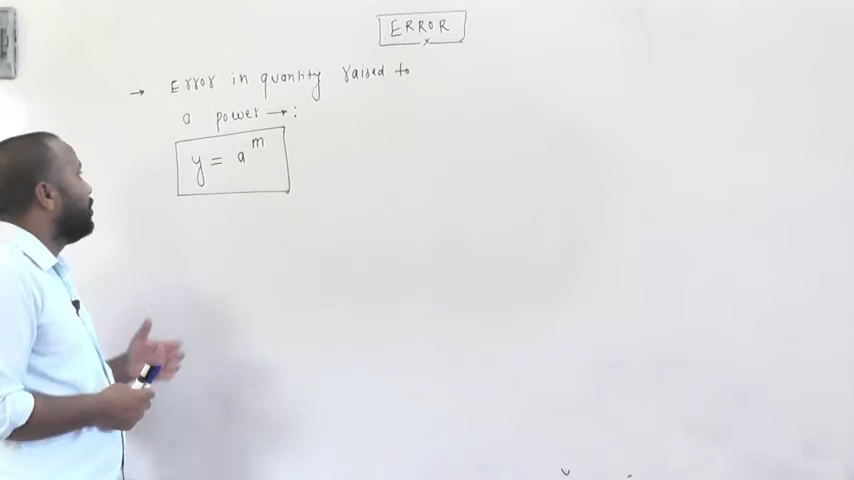 ERROR
→ Error in quantity raised to
a power →:
y = a^m